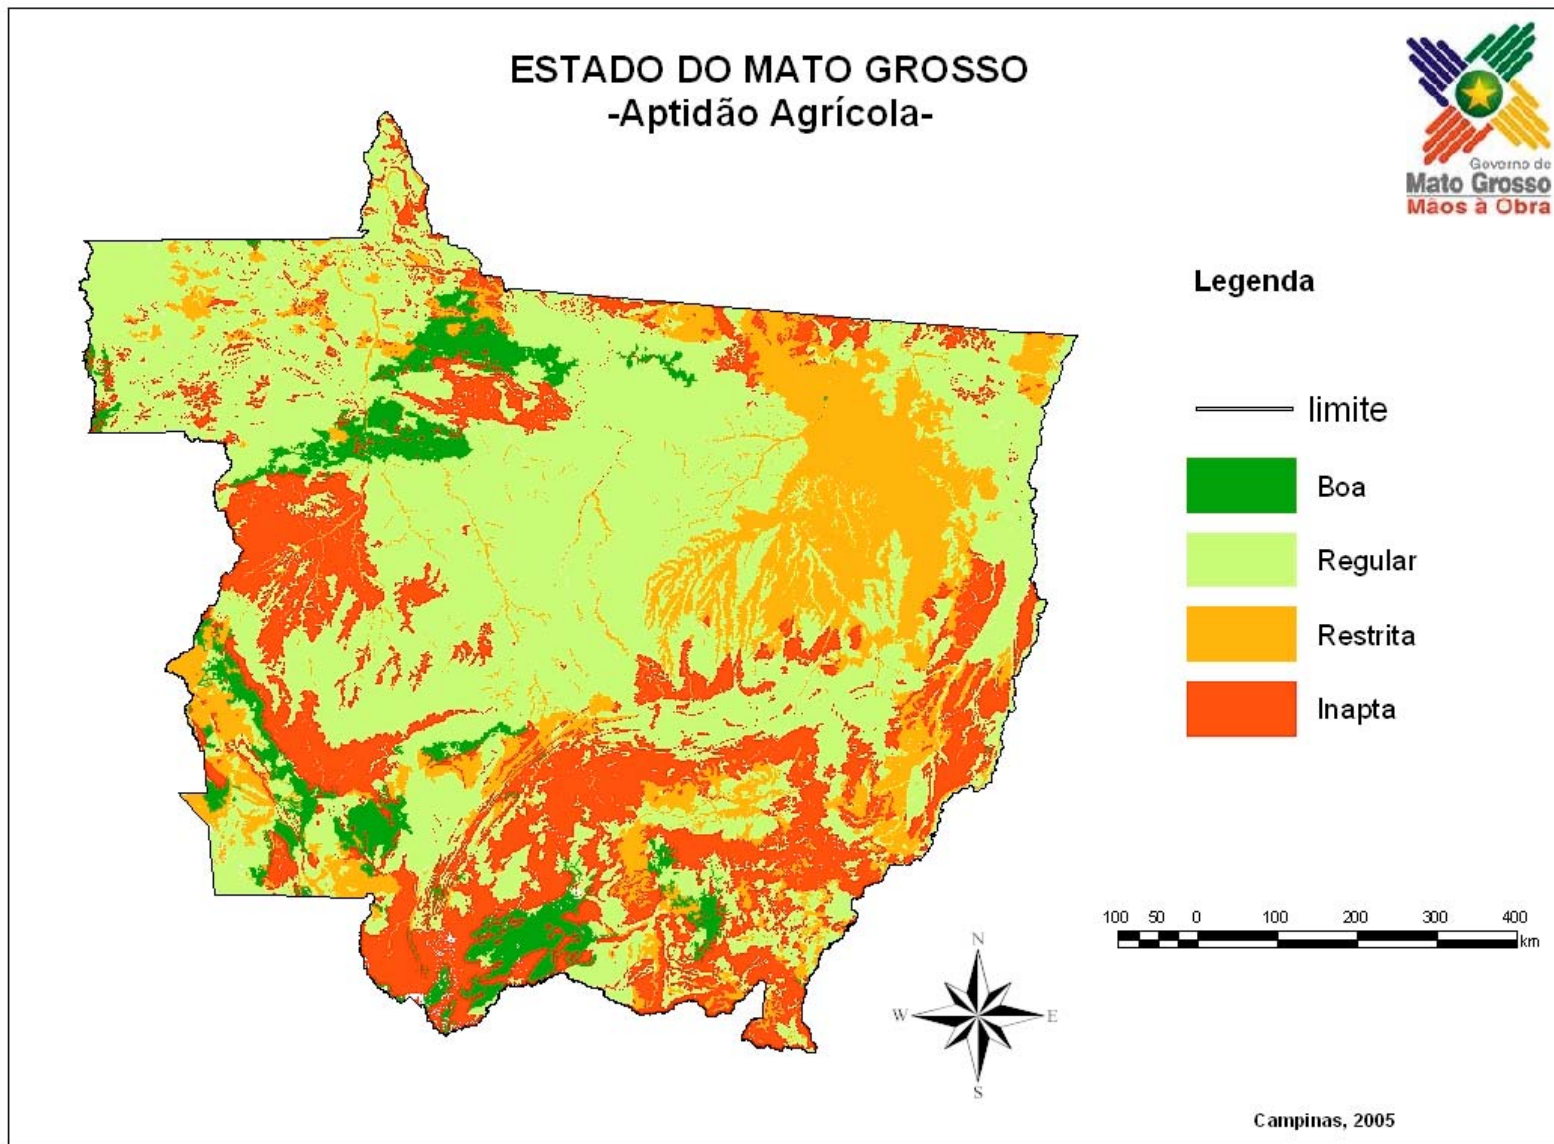 ESTADO DO MATO GROSSO
-Aptidão Agrícola-
Governo de
Mato Grosso
Mãos à Obra
Legenda
limite
Boa
Regular
Restrita
Inapta
100 50 0 100 200 300 400
km
N
W E
S
Campinas, 2005